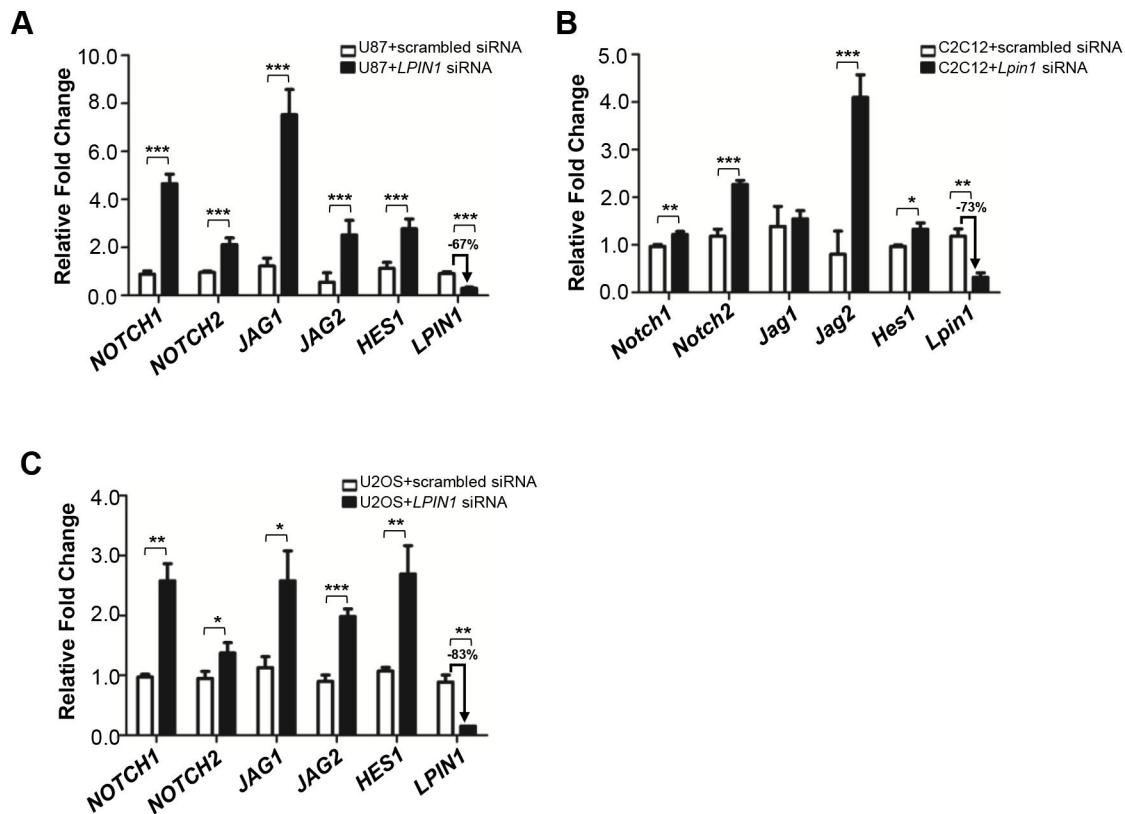 A
U87+scrambled siRNA
U87+LPIN1 siRNA
Relative Fold Change
10.0
8.0
6.0
4.0
2.0
0.0
***
***
***
***
***
***
-67%
NOTCH1
NOTCH2
JAG1
JAG2
HES1
LPIN1
B
C2C12+scrambled siRNA
C2C12+Lpin1 siRNA
Relative Fold Change
5.0
4.0
3.0
2.0
1.0
0.0
**
***
***
*
**
-73%
Notch1
Notch2
Jag1
Jag2
Hes1
Lpin1
C
U2OS+scrambled siRNA
U2OS+LPIN1 siRNA
Relative Fold Change
4.0
3.0
2.0
1.0
0.0
**
*
*
***
**
**
-83%
NOTCH1
NOTCH2
JAG1
JAG2
HES1
LPIN1